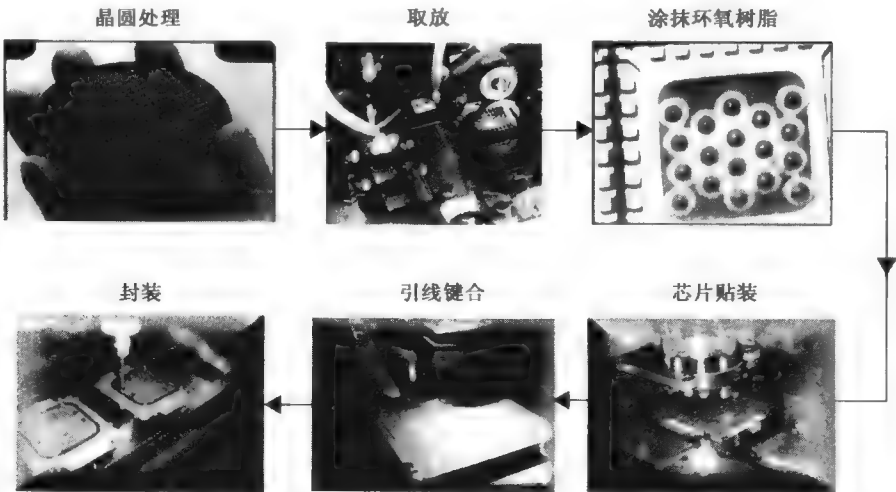 晶圆处理
取放
涂抹环氧树脂
封装
引线键合
芯片贴装